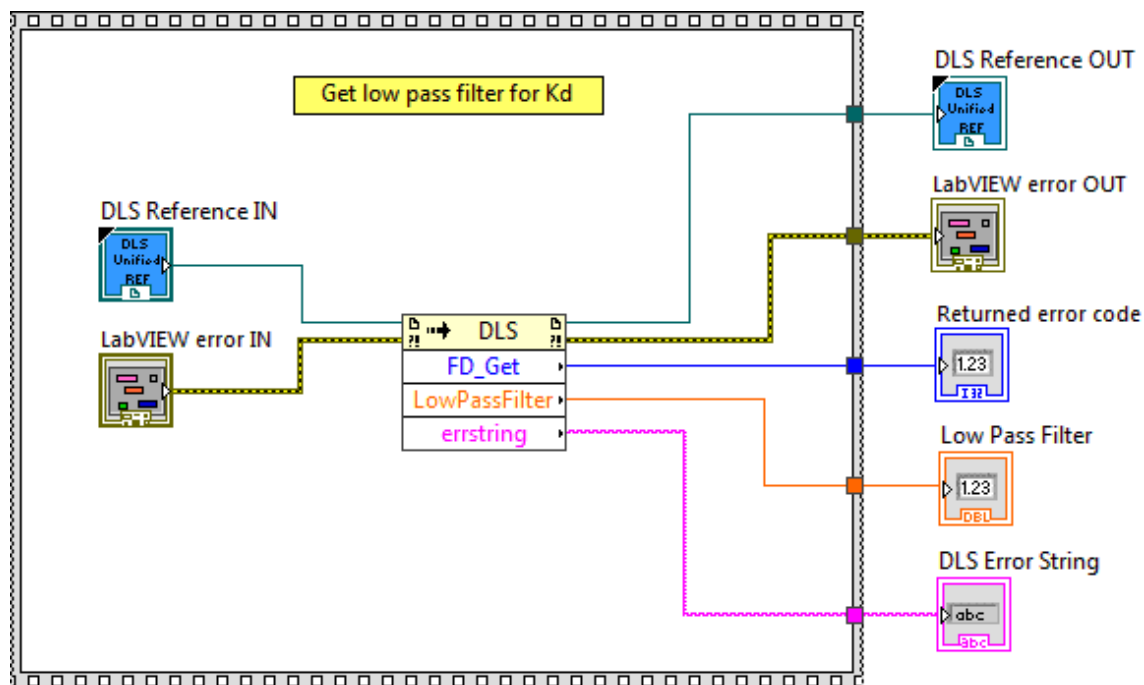 DLS Reference OUT
DLS
Unified
REF
Get low pass filter for Kd
LabVIEW error OUT
DLS Reference IN
DLS
Unified
REF
LabVIEW error IN
?! DLS ?!
FD_Get
LowPassFilter
errstring
Returned error code
1.23
I32
Low Pass Filter
1.23
DBL
DLS Error String
abc
abc